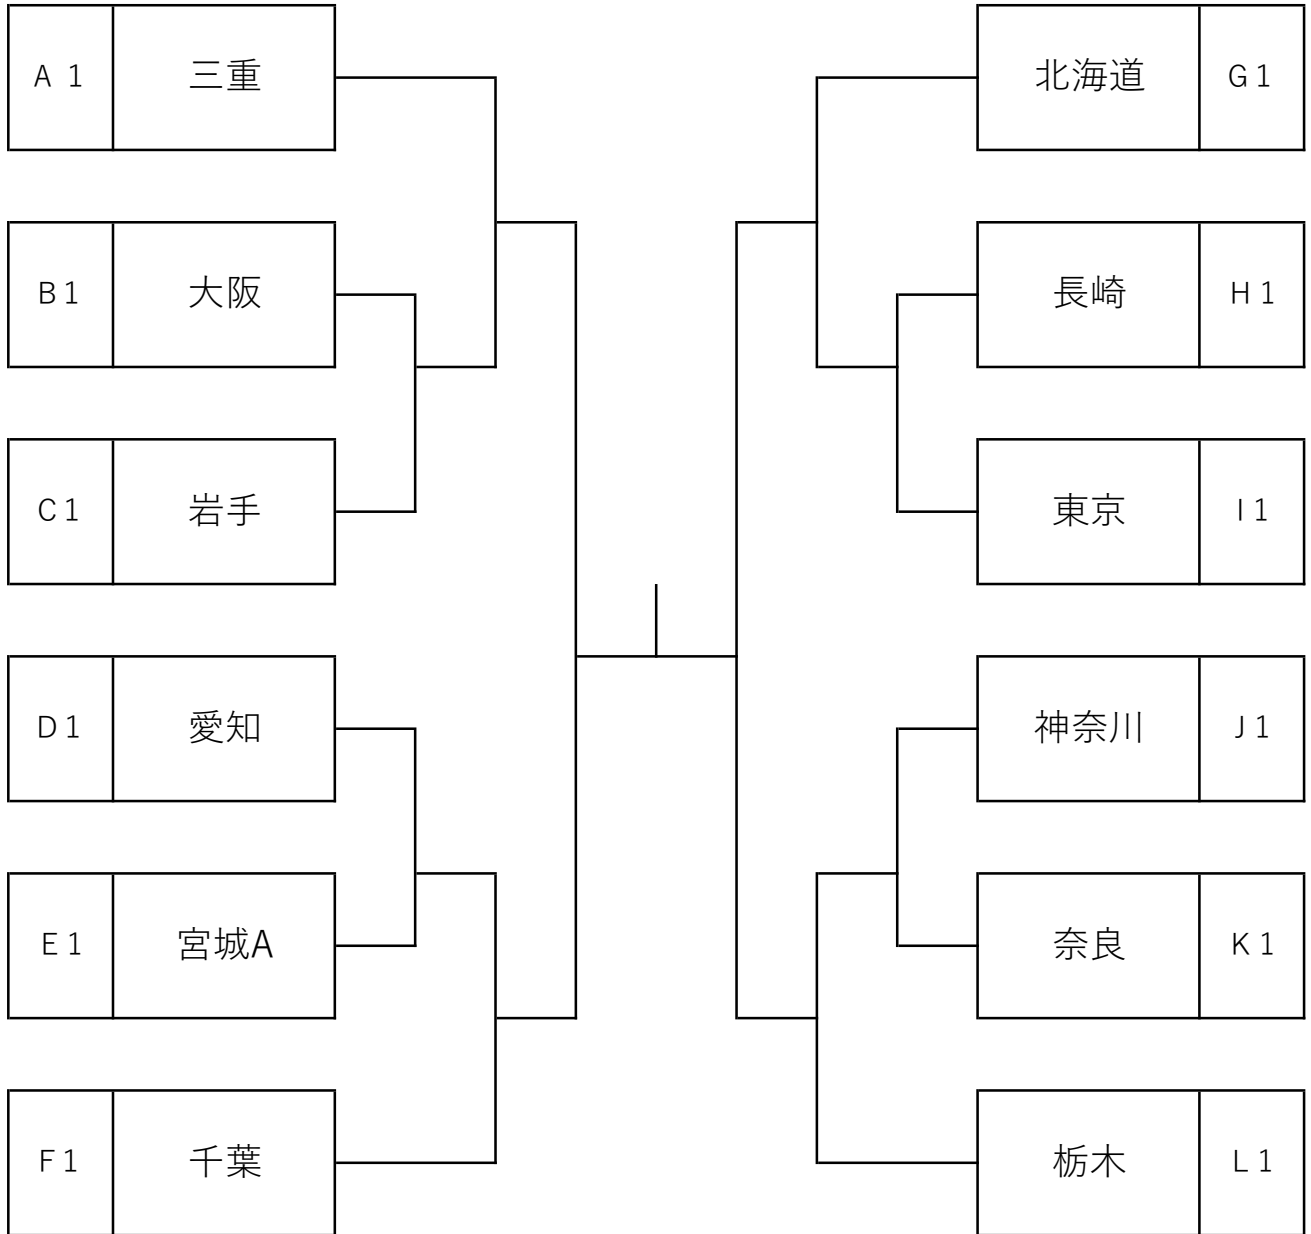 A 1 三重
B 1 大阪
C 1 岩手
D 1 愛知
E 1 宮城A
F 1 千葉
北海道 G 1
長崎 H 1
東京 I 1
神奈川 J 1
奈良 K 1
栃木 L 1